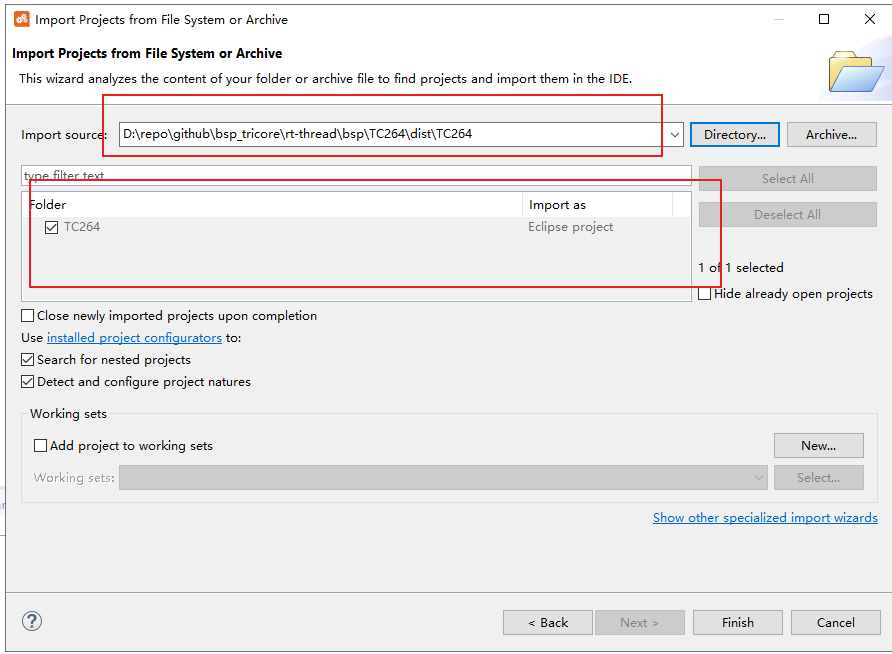 Import Projects from File System or Archive
Import Projects from File System or Archive
This wizard analyzes the content of your folder or archive file to find projects and import them in the IDE.
Import source: D:\repo\github\bsp_tricore\rt-thread\bsp\TC264\dist\TC264 Directory... Archive...
type filter text Select All
Folder Import as
Deselect All
TC264 Eclipse project
1 of 1 selected
Hide already open projects
Close newly imported projects upon completion
Use installed project configurators to:
Search for nested projects
Detect and configure project natures
Working sets
Add project to working sets New...
Working sets: Select...
Show other specialized import wizards
? < Back Next > Finish Cancel